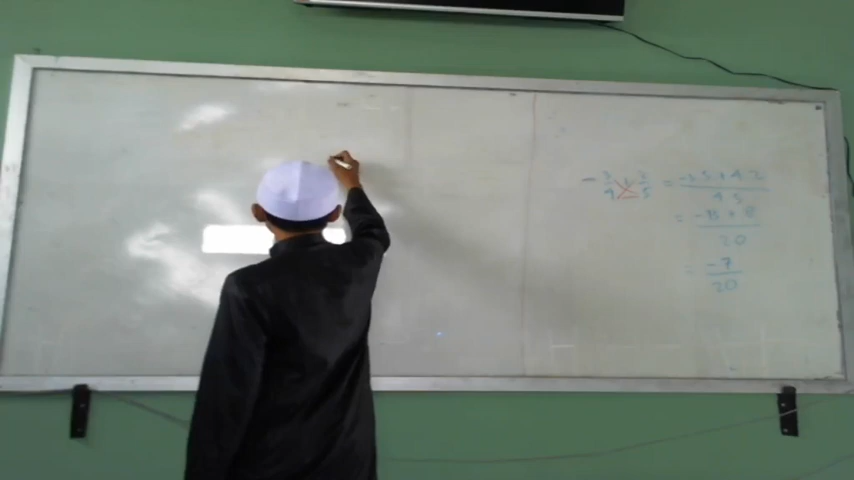 - 3/4 + 2/5 = -3.5 + 4.2 / 4.5
= -15 + 8 / 20
= -7 / 20